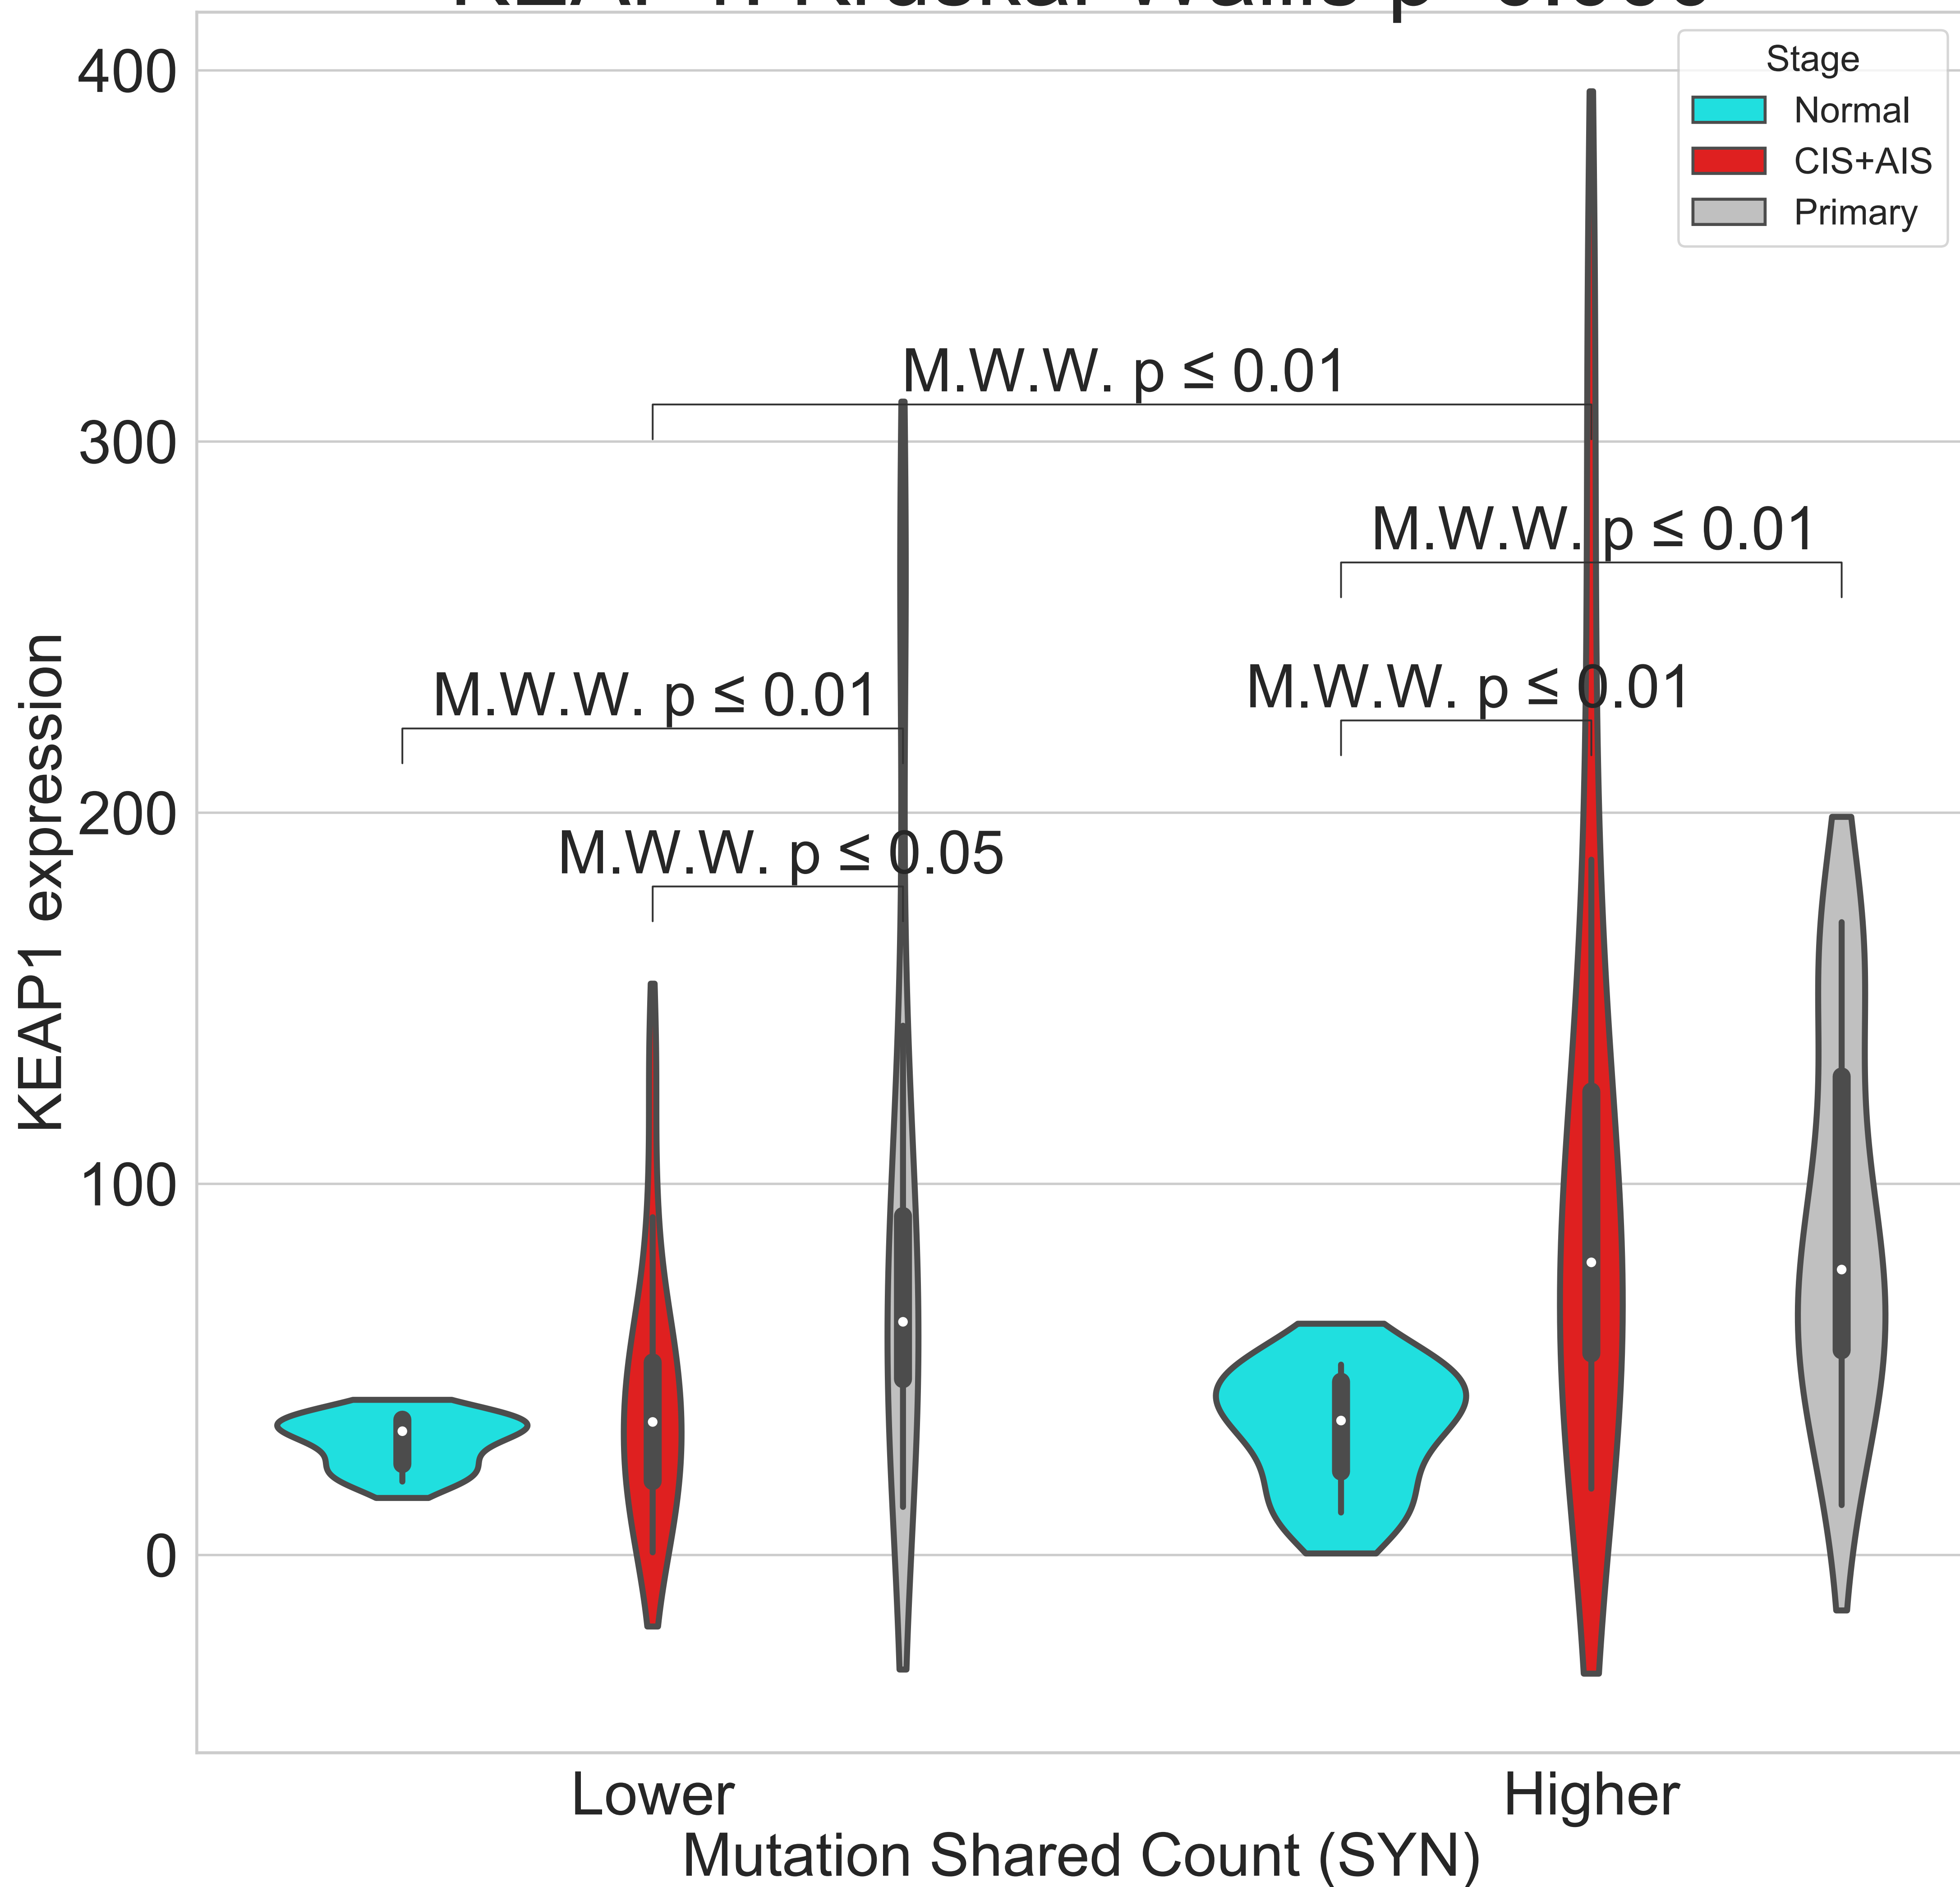 400
300
200
100
0
KEAP1 expression
Stage
Normal
CIS+AIS
Primary
M.W.W. p ≤ 0.01
M.W.W. p ≤ 0.01
M.W.W. p ≤ 0.01
M.W.W. p ≤ 0.01
M.W.W. p ≤ 0.05
Lower
Higher
Mutation Shared Count (SYN)